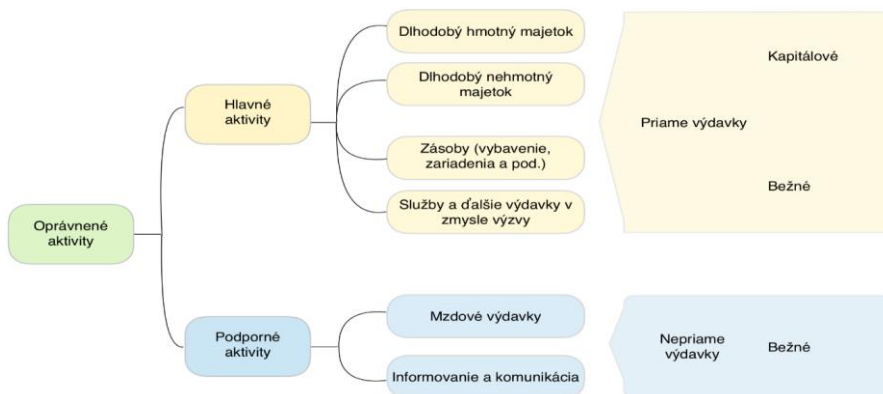 Dlhodobý hmotný majetok
Kapitálové
Dlhodobý nehmotný
majetok
Hlavné
aktivity
Priame výdavky
Zásoby (vybavenie,
zariadenia a pod.)
Bežné
Služby a ďalšie výdavky v
zmysle výzvy
Oprávnené
aktivity
Mzdové výdavky
Podporné
aktivity
Nepriame
výdavky
Bežné
Informovanie a komunikácia